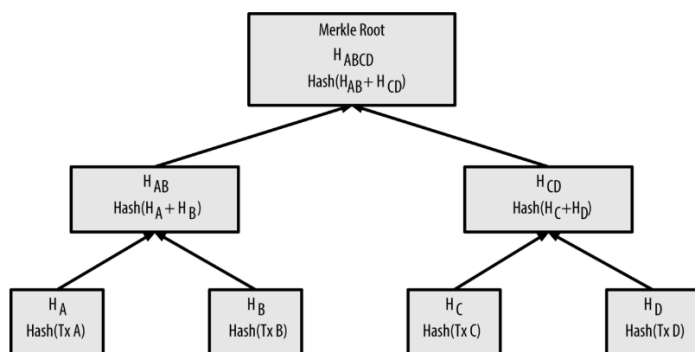 Merkle Root
H ABCD
Hash(H AB + H CD)
H AB
Hash(H A + H B)
H CD
Hash(H C+H D)
H A
Hash(Tx A)
H B
Hash(Tx B)
H C
Hash(Tx C)
H D
Hash(Tx D)